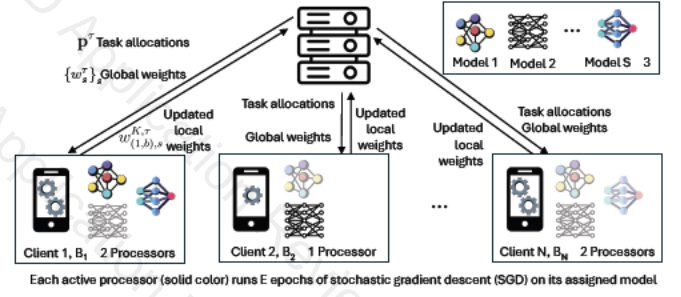 p^τ Task allocations
{w_s^τ}_s Global weights
Updated
local
weights
w_{(1,b),s}^{K,τ}
Task allocations
Global weights
Updated
local
weights
Task allocations
Global weights
Updated
local
weights
Model 1 Model 2 ... Model S 3
...
Client 1, B₁ 2 Processors
Client 2, B₂ 1 Processor
Client N, B_N 2 Processors
Each active processor (solid color) runs E epochs of stochastic gradient descent (SGD) on its assigned model